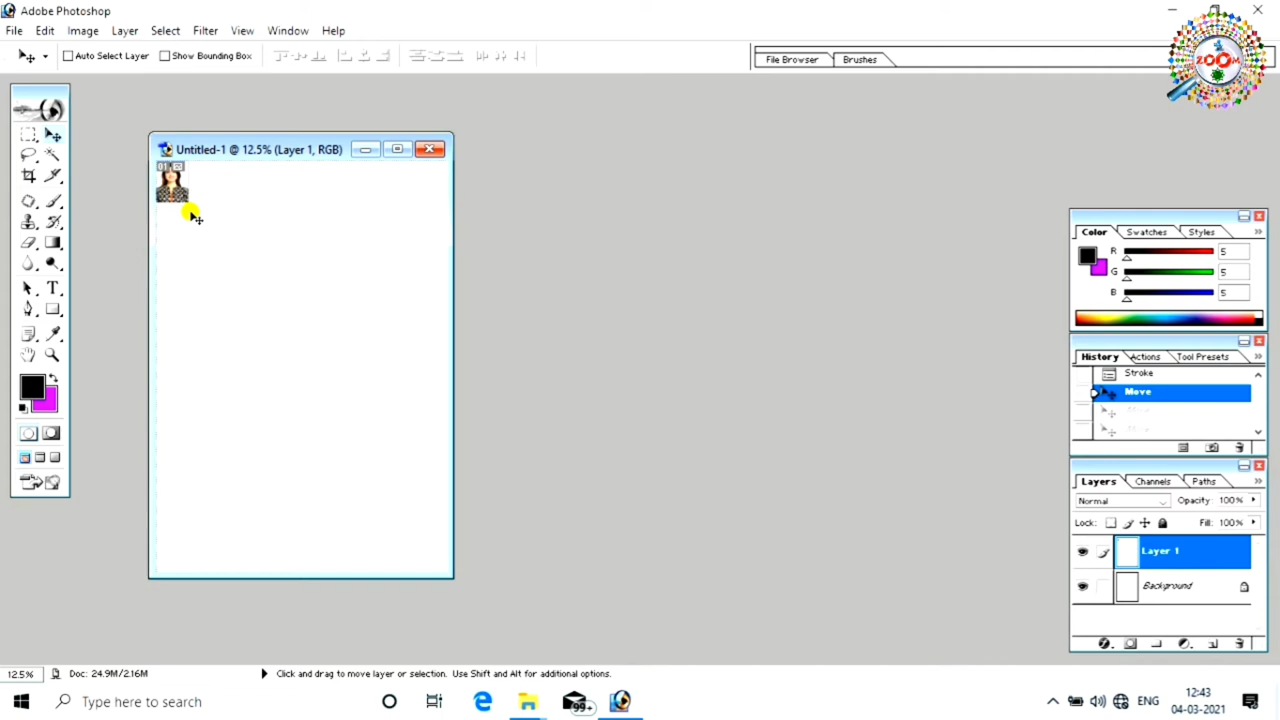 Adobe Photoshop
File Edit Image Layer Select Filter View Window Help
Auto Select Layer Show Bounding Box
File Browser Brushes
ZOOM
Untitled-1 @ 12.5% (Layer 1, RGB)
Color Swatches Styles
R 5
G 5
B 5
History Actions Tool Presets
Stroke
Move
Move
Move
Layers Channels Paths
Normal Opacity: 100%
Lock: Fill: 100%
Layer 1
Background
12.5% Doc: 24.9M/2.16M Click and drag to move layer or selection. Use Shift and Alt for additional options.
Type here to search
99+
ENG
12:43
04-03-2021